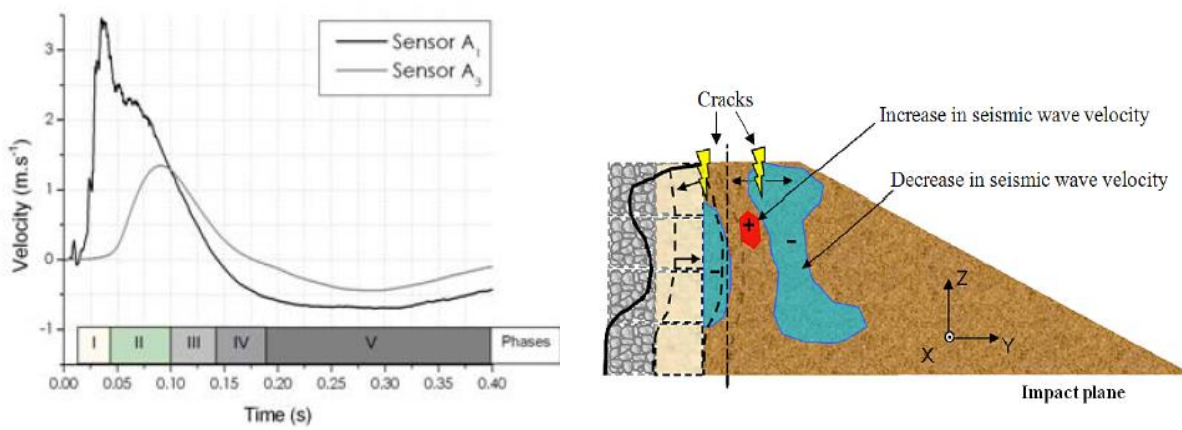 Sensor A1
Sensor A3
Velocity (m.s-1)
3
2
1
0
-1
I II III IV V Phases
0.00 0.05 0.10 0.15 0.20 0.25 0.30 0.35 0.40
Time (s)
Cracks
Increase in seismic wave velocity
Decrease in seismic wave velocity
+
-
-
Z
X
Y
Impact plane